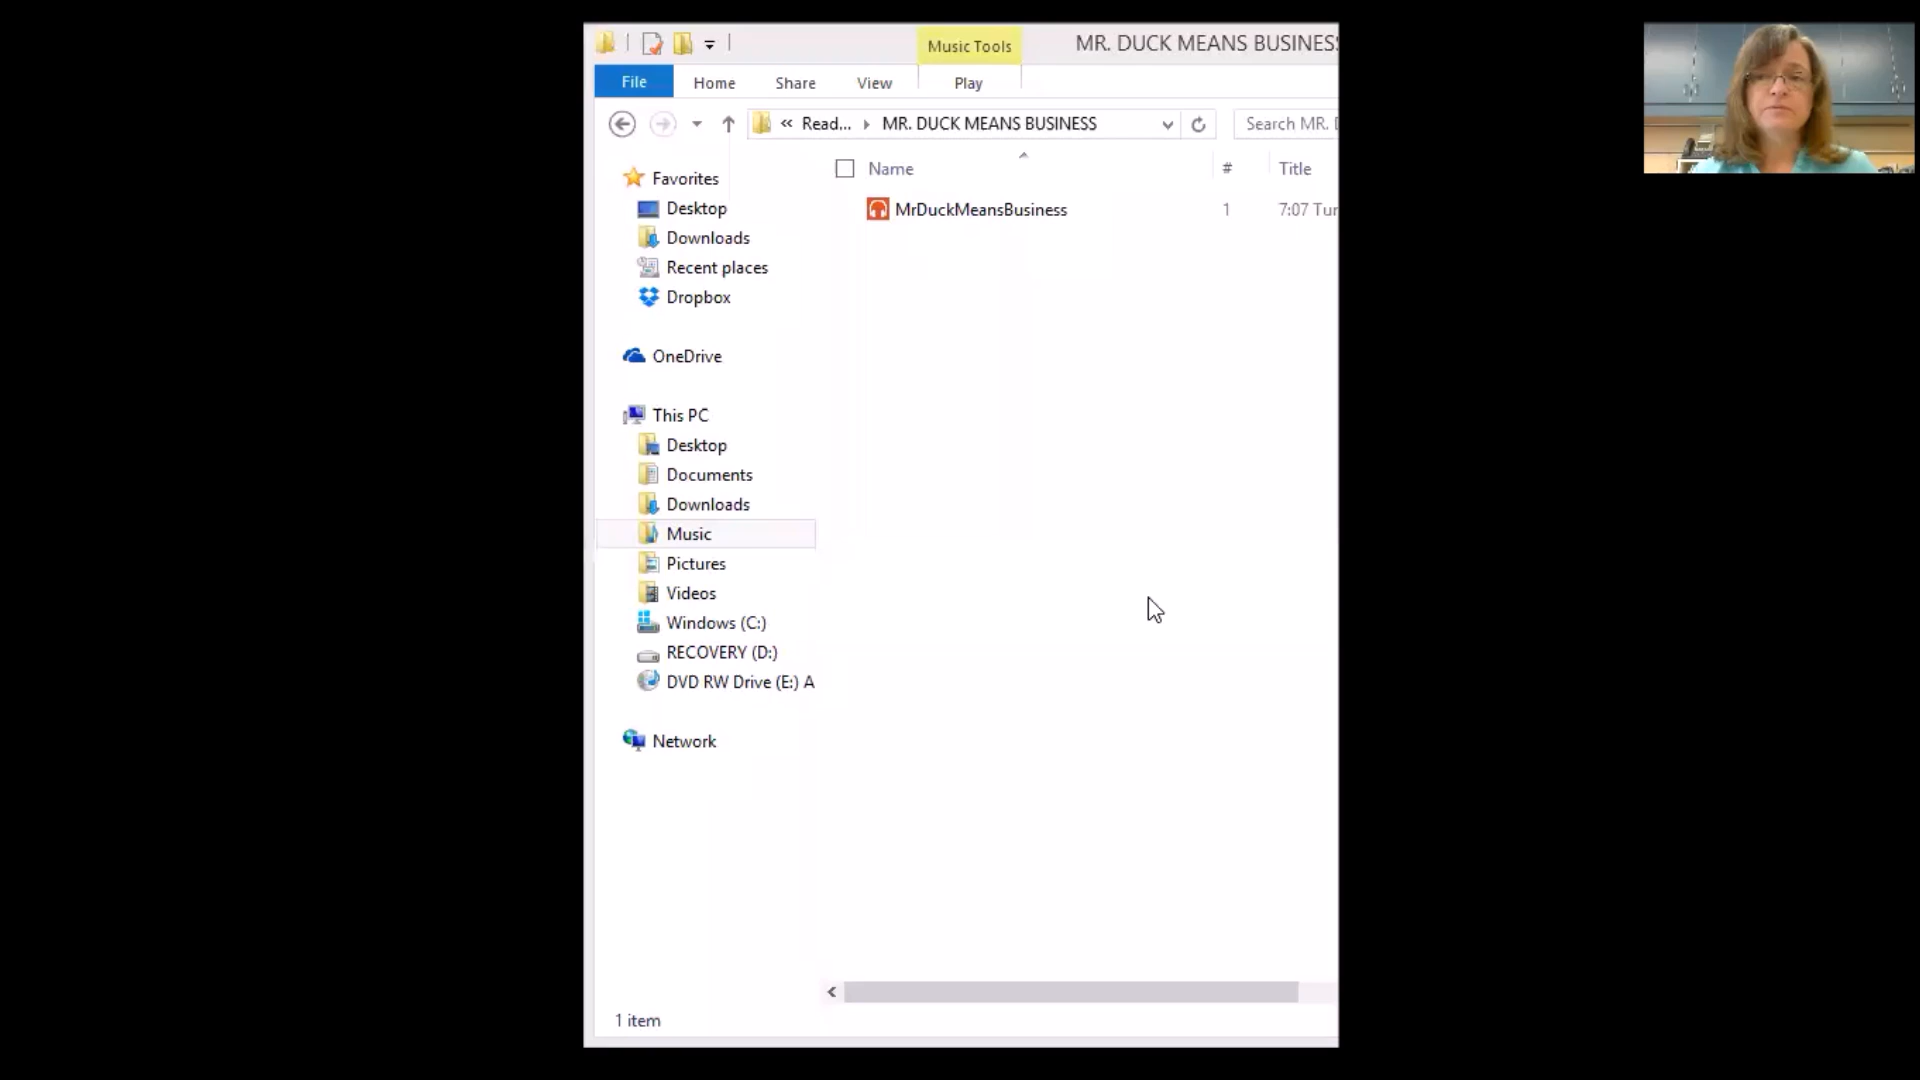 Music Tools MR. DUCK MEANS BUSINESS
File Home Share View Play
« Read... MR. DUCK MEANS BUSINESS Search MR.
Name # Title
MrDuckMeansBusiness 1 7:07 Tur
Favorites
Desktop
Downloads
Recent places
Dropbox
OneDrive
This PC
Desktop
Documents
Downloads
Music
Pictures
Videos
Windows (C:)
RECOVERY (D:)
DVD RW Drive (E:) A
Network
1 item